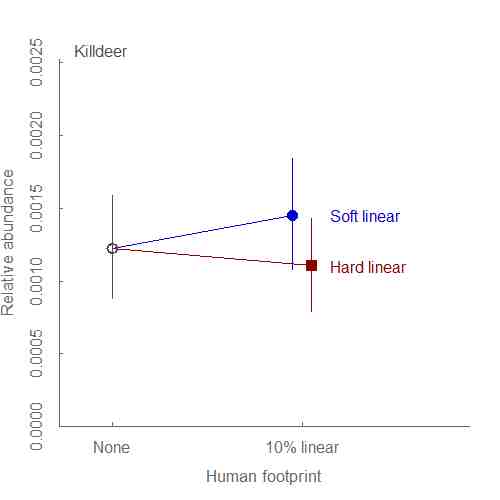 Killdeer
Relative abundance
0.0025
0.0020
0.0015
0.0010
0.0005
0.0000
Soft linear
Hard linear
None
10% linear
Human footprint